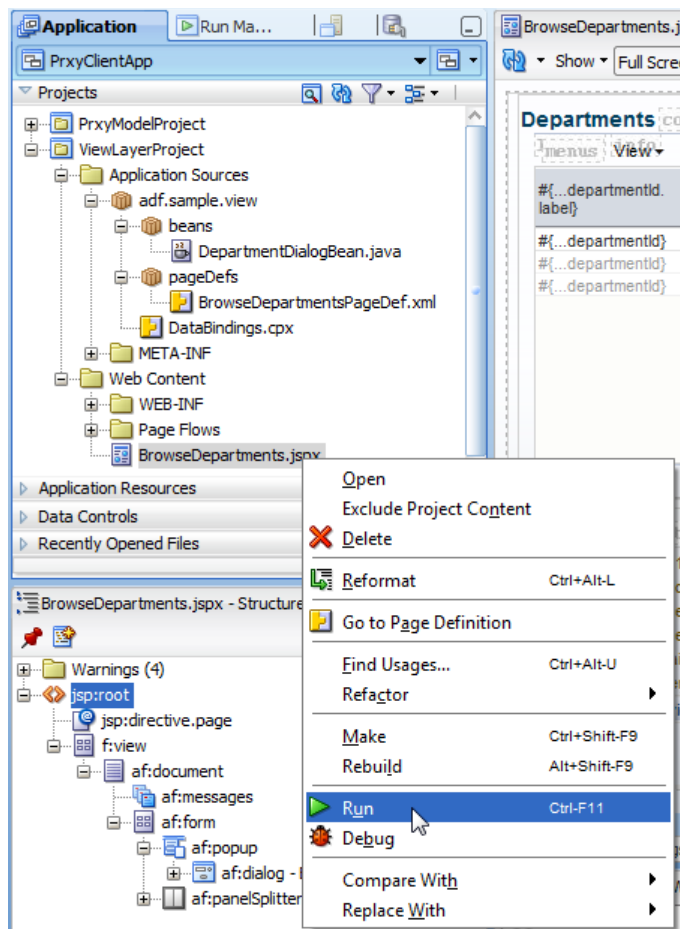 Application
Run Ma...
BrowseDepartments.j
PrxyClientApp
Show
Full Scre
Projects
PrxyModelProject
ViewLayerProject
Application Sources
adf.sample.view
beans
DepartmentDialogBean.java
pageDefs
BrowseDepartmentsPageDef.xml
DataBindings.cpx
META-INF
Web Content
WEB-INF
Page Flows
BrowseDepartments.jspx
Application Resources
Data Controls
Recently Opened Files
Departments
menus
info
View
#{...departmentId.
label}
#{...departmentId}
#{...departmentId}
#{...departmentId}
Open
Exclude Project Content
Delete
Reformat Ctrl+Alt-L
Go to Page Definition
Find Usages... Ctrl+Alt-U
Refactor
Make Ctrl+Shift-F9
Rebuild Alt+Shift-F9
Run Ctrl-F11
Debug
Compare With
Replace With
BrowseDepartments.jspx - Structure
Warnings (4)
jsp:root
jsp:directive.page
f:view
af:document
af:messages
af:form
af:popup
af:dialog -
af:panelSplitter